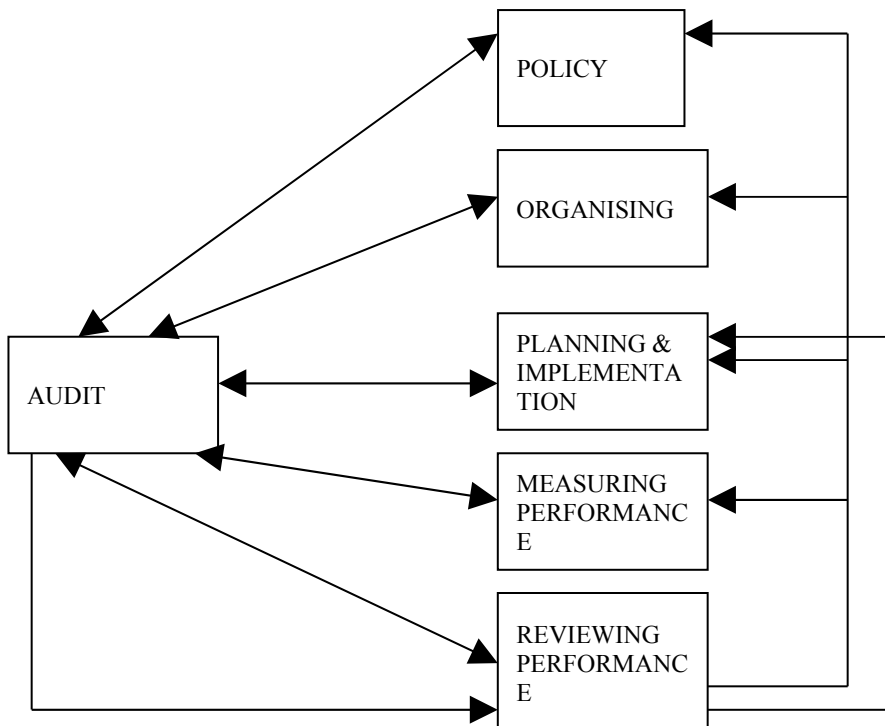 POLICY
ORGANISING
PLANNING &
IMPLEMENTA
TION
AUDIT
MEASURING
PERFORMANC
E
REVIEWING
PERFORMANC
E